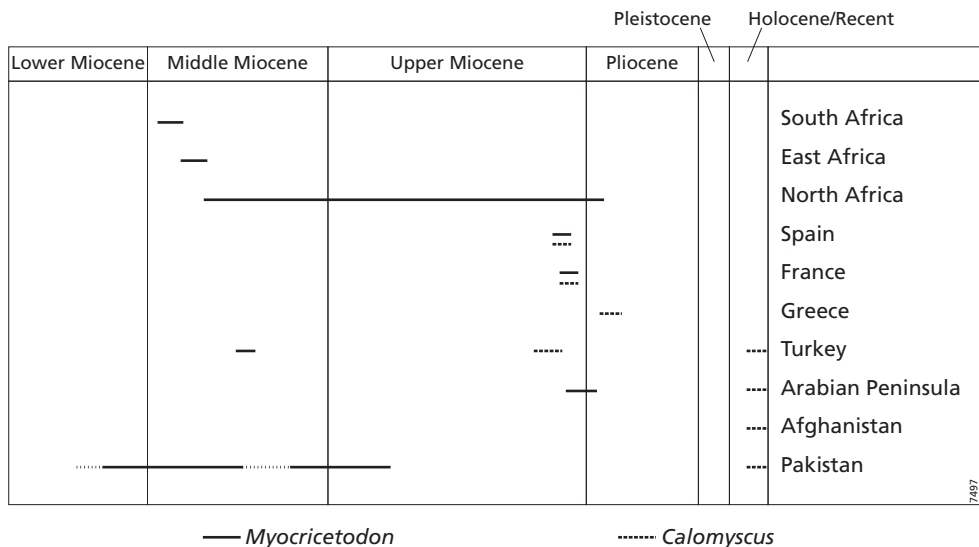 Pleistocene Holocene/Recent
Lower Miocene Middle Miocene Upper Miocene Pliocene
South Africa
East Africa
North Africa
Spain
France
Greece
Turkey
Arabian Peninsula
Afghanistan
Pakistan
7497
Myocricetodon Calomyscus